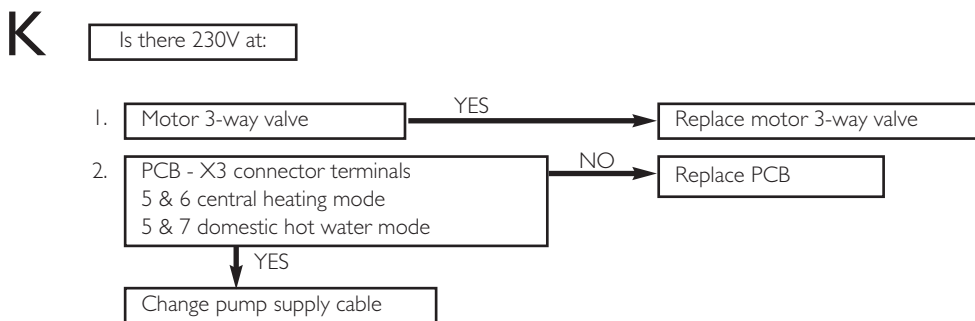 K
Is there 230V at:
1. Motor 3-way valve
YES
Replace motor 3-way valve
2. PCB - X3 connector terminals
5 & 6 central heating mode
5 & 7 domestic hot water mode
NO
Replace PCB
YES
Change pump supply cable